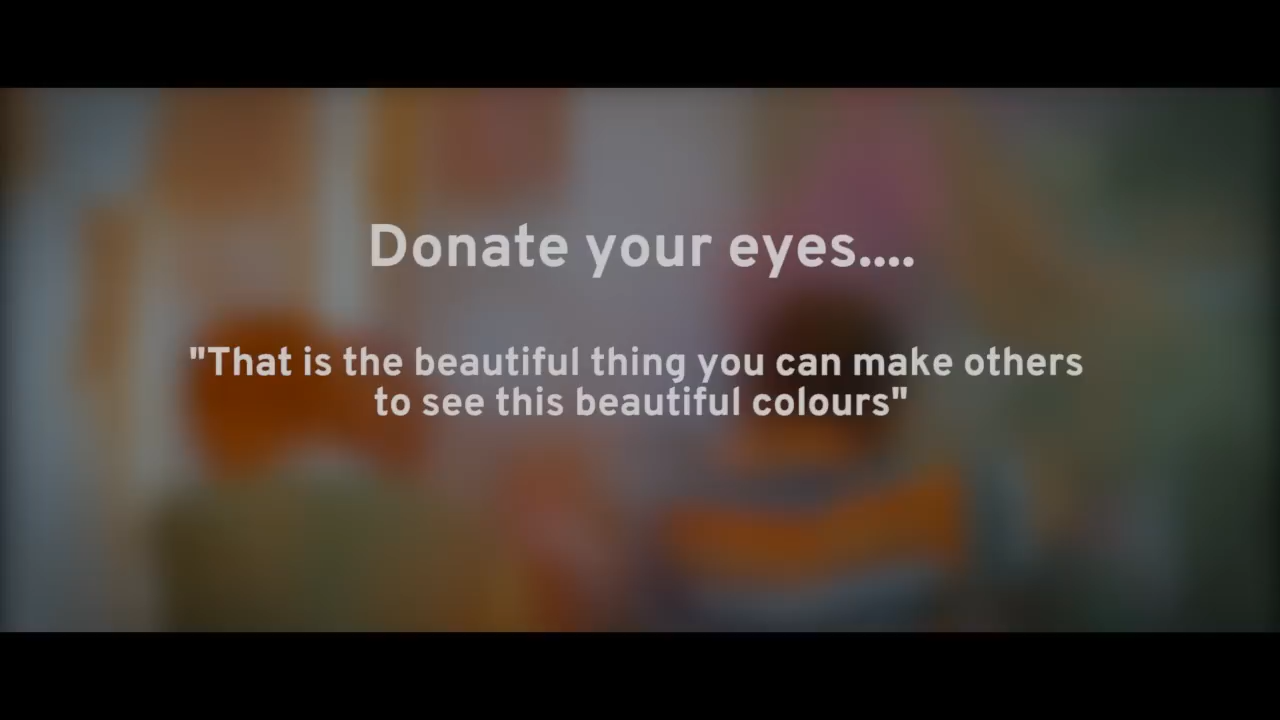 Donate your eyes....
"That is the beautiful thing you can make others
to see this beautiful colours"